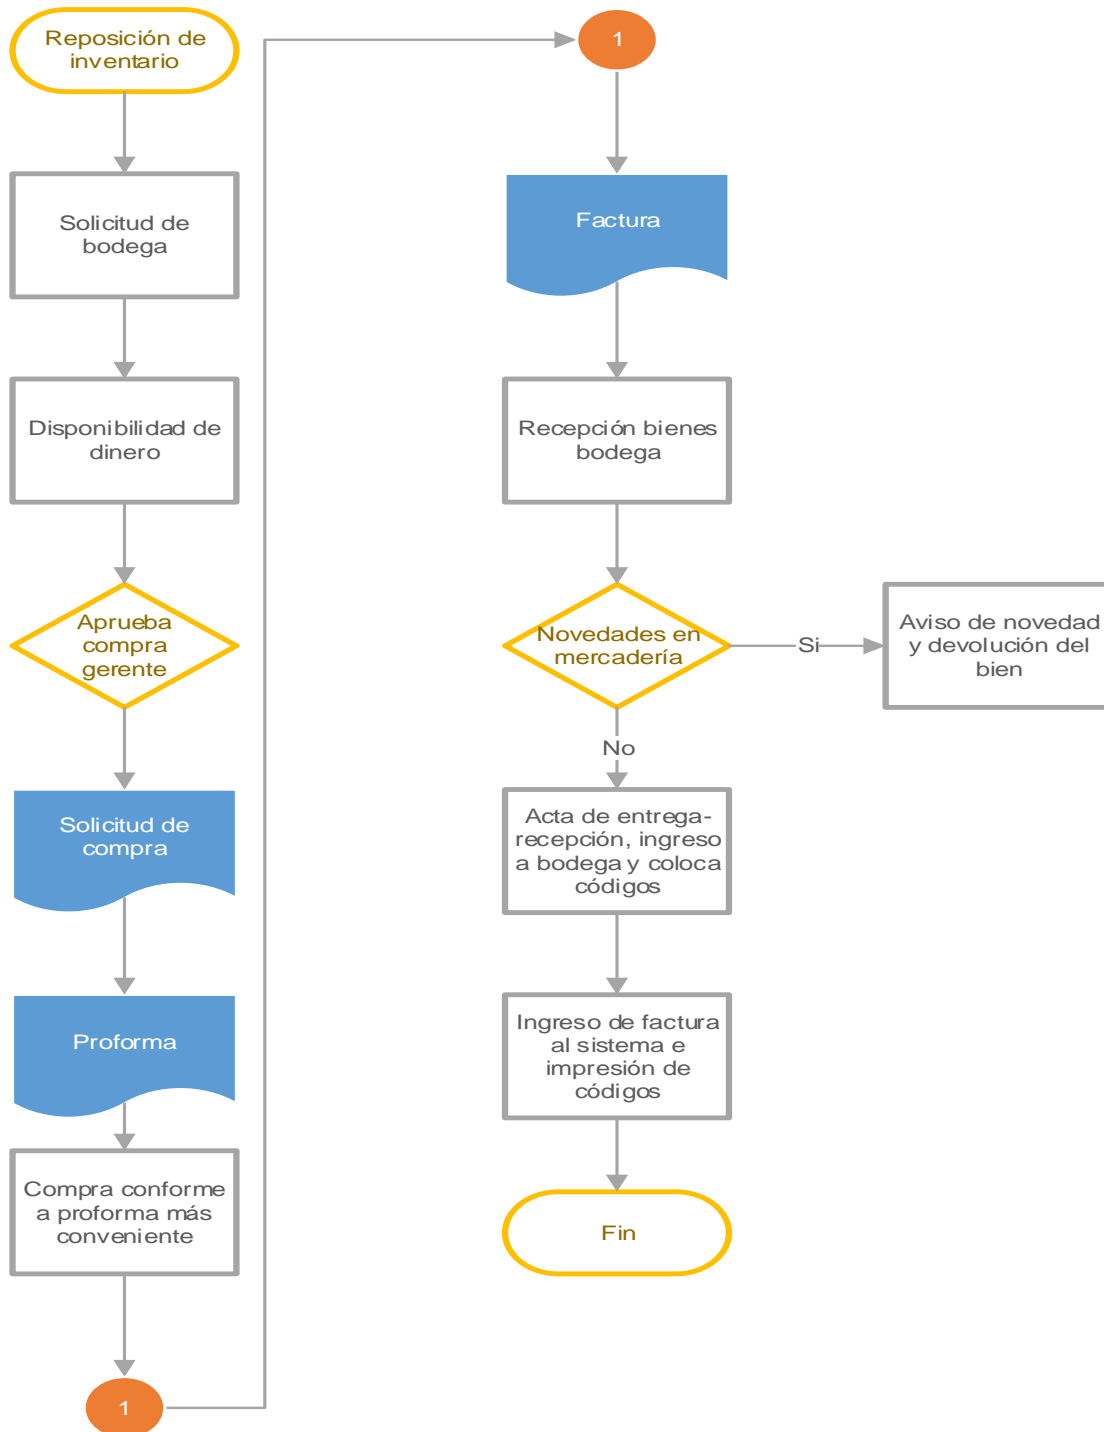 Reposición de
inventario
Solicitud de
bodega
Disponibilidad de
dinero
Aprueba
compra
gerente
Solicitud de
compra
Proforma
Compra conforme
a proforma más
conveniente
1
1
Factura
Recepción bienes
bodega
Novedades en
mercadería
Si
Aviso de novedad
y devolución del
bien
No
Acta de entrega-
recepción, ingreso
a bodega y coloca
códigos
Ingreso de factura
al sistema e
impresión de
códigos
Fin